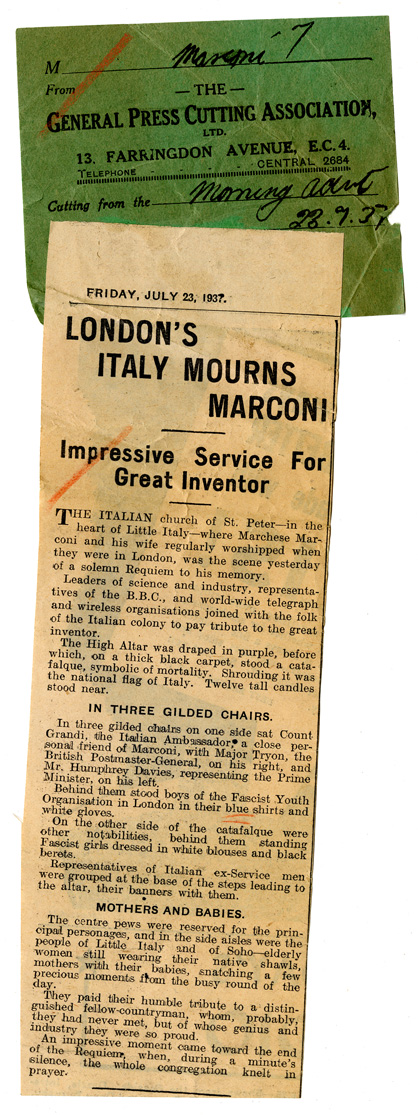 M Marconi 7
From — THE —
GENERAL PRESS CUTTING ASSOCIATION,
LTD.
13, FARRINGDON AVENUE, E.C.4.
TELEPHONE - - - CENTRAL 2684
Cutting from the Morning Advt
23.7.37
FRIDAY, JULY 23, 1937.
LONDON'S
ITALY MOURNS
MARCONI
Impressive Service For
Great Inventor
THE ITALIAN church of St. Peter—in the
heart of Little Italy—where Marchese Mar-
coni and his wife regularly worshipped when
they were in London, was the scene yesterday
of a solemn Requiem to his memory.
Leaders of science and industry, representa-
tives of the B.B.C., and world-wide telegraph
and wireless organisations joined with the folk
of the Italian colony to pay tribute to the great
inventor.
The High Altar was draped in purple, before
which, on a thick black carpet, stood a cata-
falque, symbolic of mortality. Shrouding it was
the national flag of Italy. Twelve tall candles
stood near.
IN THREE GILDED CHAIRS.
In three gilded chairs on one side sat Count
Grandi, the Italian Ambassador, a close per-
sonal friend of Marconi, with Major Tryon, the
British Postmaster-General, on his right, and
Mr. Humphrey Davies, representing the Prime
Minister, on his left.
Behind them stood boys of the Fascist Youth
Organisation in London in their blue shirts and
white gloves.
On the other side of the catafalque were
other notabilities, behind them standing
Fascist girls dressed in white blouses and black
berets.
Representatives of Italian ex-Service men
were grouped at the base of the steps leading to
the altar, their banners with them.
MOTHERS AND BABIES.
The centre pews were reserved for the prin-
cipal personages, and in the side aisles were the
people of Little Italy and of Soho—elderly
women still wearing their native shawls,
mothers with their babies, snatching a few
precious moments from the busy round of the
day.
They paid their humble tribute to a distin-
guished fellow-countryman, whom, probably,
they had never met, but of whose genius and
industry they were so proud.
An impressive moment came toward the end
of the Requiem, when, during a minute's
silence, the whole congregation knelt in
prayer.